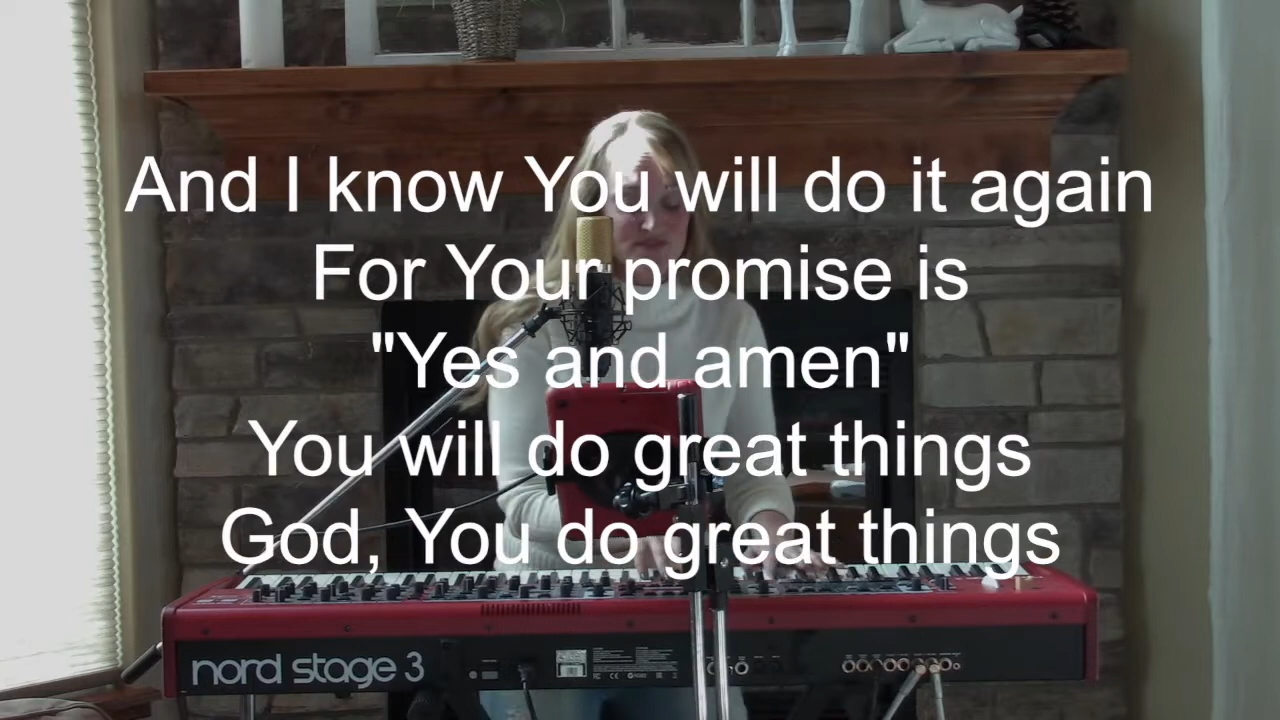 And I know You will do it again
For Your promise is
"Yes and amen"
You will do great things
God, You do great things
nord stage 3